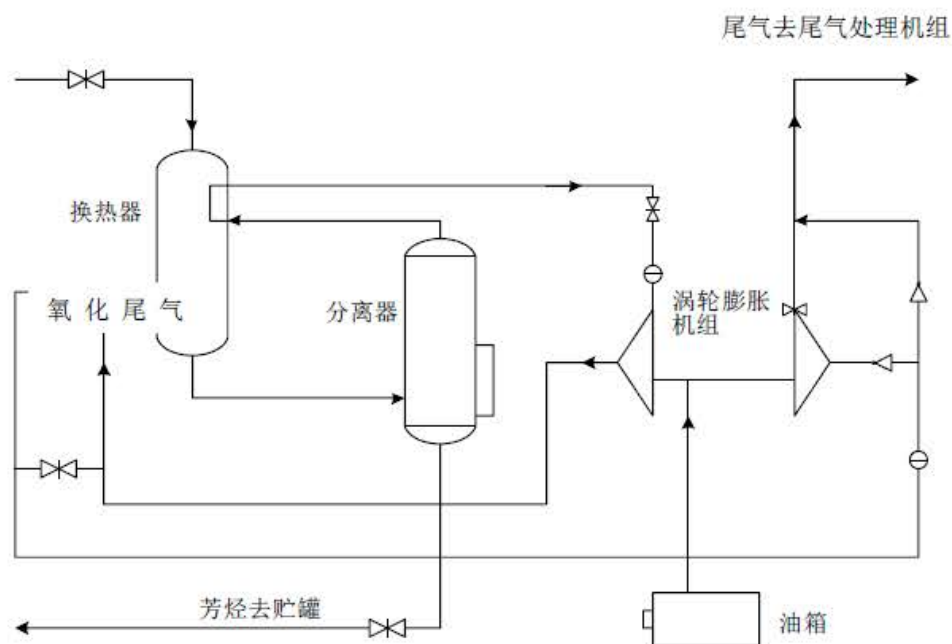 尾气去尾气处理机组
换热器
氧化尾气
分离器
涡轮膨胀
机组
芳烃去贮罐
油箱